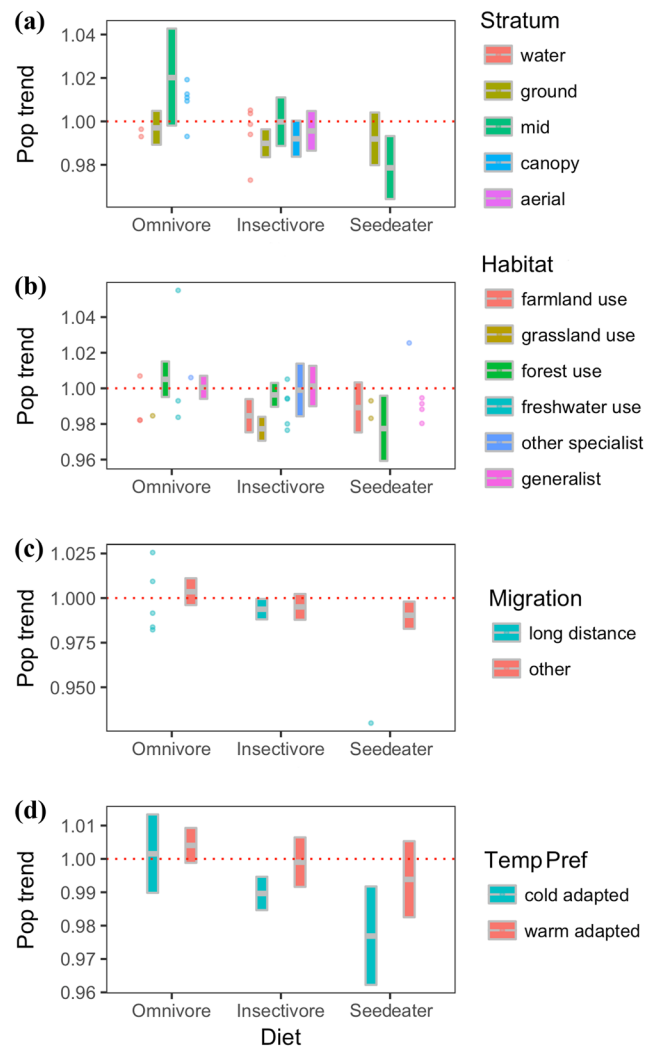 (a)
Pop trend
1.04
1.02
1.00
0.98
Omnivore Insectivore Seedeater
Stratum
water
ground
mid
canopy
aerial
(b)
Pop trend
1.04
1.02
1.00
0.98
0.96
Omnivore Insectivore Seedeater
Habitat
farmland use
grassland use
forest use
freshwater use
other specialist
generalist
(c)
Pop trend
1.025
1.000
0.975
0.950
Omnivore Insectivore Seedeater
Migration
long distance
other
(d)
Pop trend
1.01
1.00
0.99
0.98
0.97
0.96
Omnivore Insectivore Seedeater
Diet
Temp Pref
cold adapted
warm adapted